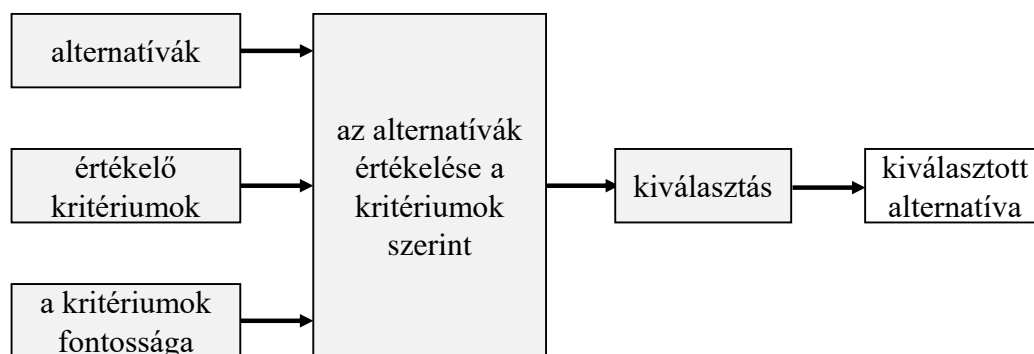 alternatívák
értékelő
kritériumok
a kritériumok
fontossága
az alternatívák
értékelése a
kritériumok
szerint
kiválasztás
kiválasztott
alternatíva